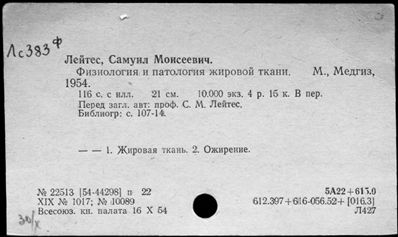 Лс383ф
Лейтес, Самуил Моисеевич.
Физиология и патология жировой ткани. М., Медгиз,
1954.
116 с. с илл. 21 см. 10.000 экз. 4 р. 15 к. В пер.
Перед загл. авт: проф. С. М. Лейтес.
Библиогр: с. 107-14.
— — 1. Жировая ткань. 2. Ожирение.
№ 22513 [54-44298] п 22
5А22+613.0
XIX № 1017; № 10089
612.397+616-056.52+[016.3]
Всесоюз. кн. палата 16 X 54
Л427